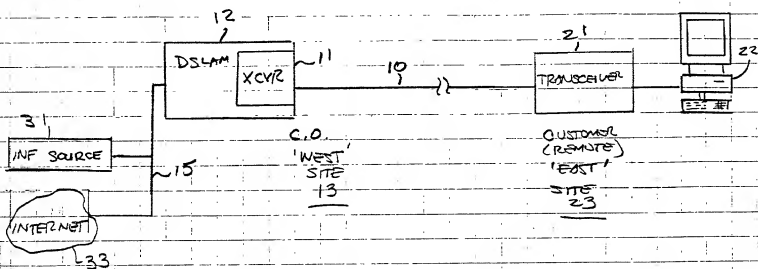 12
DSLAM
XCVR
11
10
21
TRANSCEIVER
22
31
INF SOURCE
15
INTERNET
33
C.O.
'WEST'
SITE
13
CUSTOMER
(REMOTE)
'EAST'
SITE
23